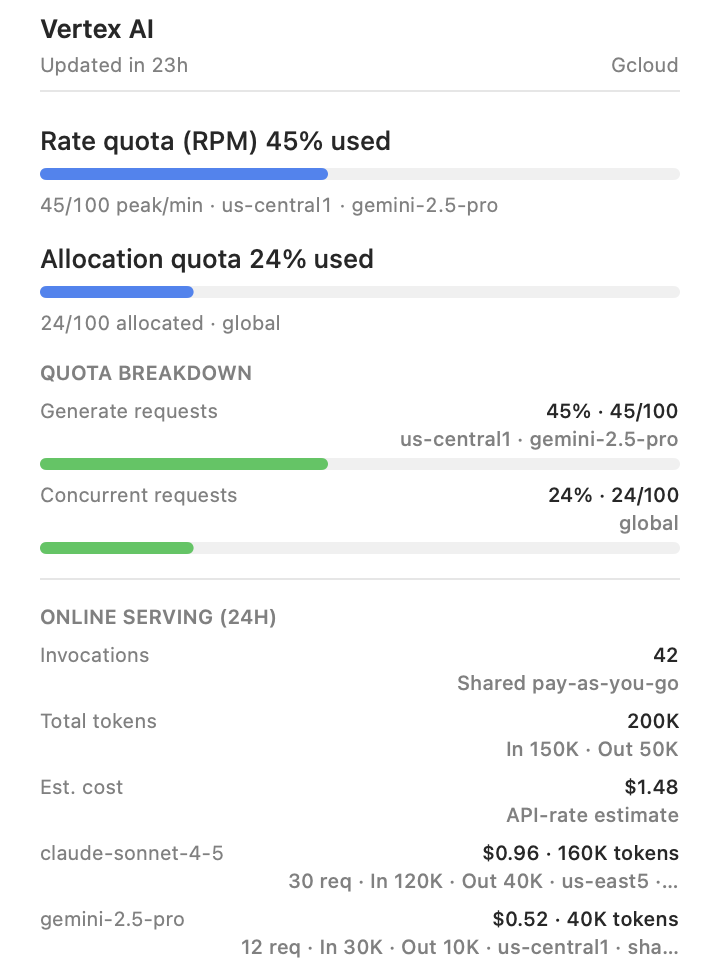 Vertex AI
Updated in 23h Gcloud
Rate quota (RPM) 45% used
45/100 peak/min · us-central1 · gemini-2.5-pro
Allocation quota 24% used
24/100 allocated · global
QUOTA BREAKDOWN
Generate requests 45% · 45/100
us-central1 · gemini-2.5-pro
Concurrent requests 24% · 24/100
global
ONLINE SERVING (24H)
Invocations 42
Shared pay-as-you-go
Total tokens 200K
In 150K · Out 50K
Est. cost $1.48
API-rate estimate
claude-sonnet-4-5 $0.96 · 160K tokens
30 req · In 120K · Out 40K · us-east5 ·...
gemini-2.5-pro $0.52 · 40K tokens
12 req · In 30K · Out 10K · us-central1 · sha...